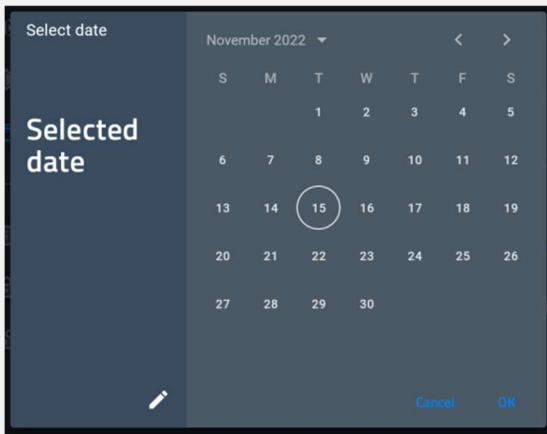 Select date
Selected
date
November 2022
S M T W T F S
1 2 3 4 5
6 7 8 9 10 11 12
13 14 15 16 17 18 19
20 21 22 23 24 25 26
27 28 29 30
Cancel OK